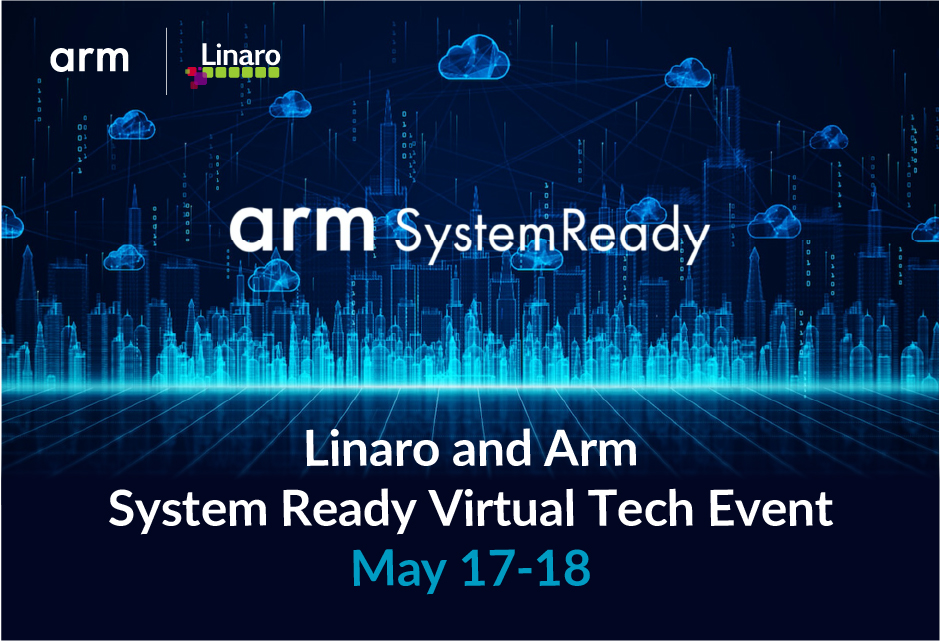 arm
Linaro
arm SystemReady
Linaro and Arm
System Ready Virtual Tech Event
May 17-18